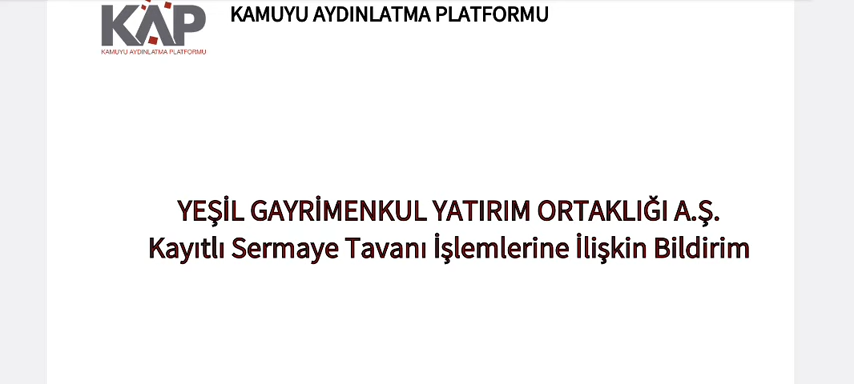 KAP
KAMUYU AYDINLATMA PLATFORMU
KAMUYU AYDINLATMA PLATFORMU
YEŞİL GAYRİMENKUL YATIRIM ORTAKLIĞI A.Ş.
Kayıtlı Sermaye Tavanı İşlemlerine İlişkin Bildirim